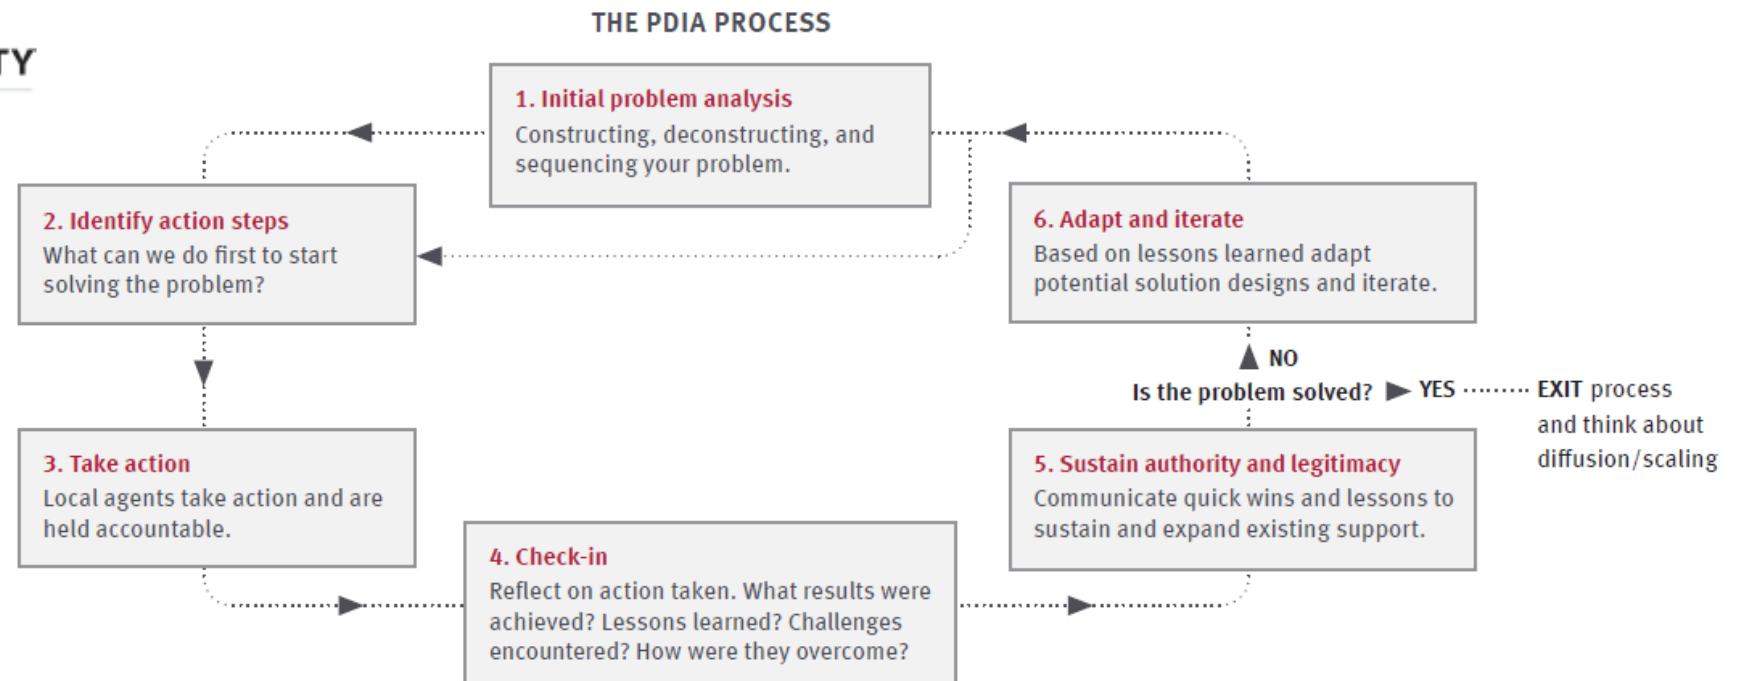 THE PDIA PROCESS
TY
1. Initial problem analysis
Constructing, deconstructing, and
sequencing your problem.
2. Identify action steps
What can we do first to start
solving the problem?
3. Take action
Local agents take action and are
held accountable.
4. Check-in
Reflect on action taken. What results were
achieved? Lessons learned? Challenges
encountered? How were they overcome?
5. Sustain authority and legitimacy
Communicate quick wins and lessons to
sustain and expand existing support.
Is the problem solved?
YES
EXIT process
and think about
diffusion/scaling
NO
6. Adapt and iterate
Based on lessons learned adapt
potential solution designs and iterate.